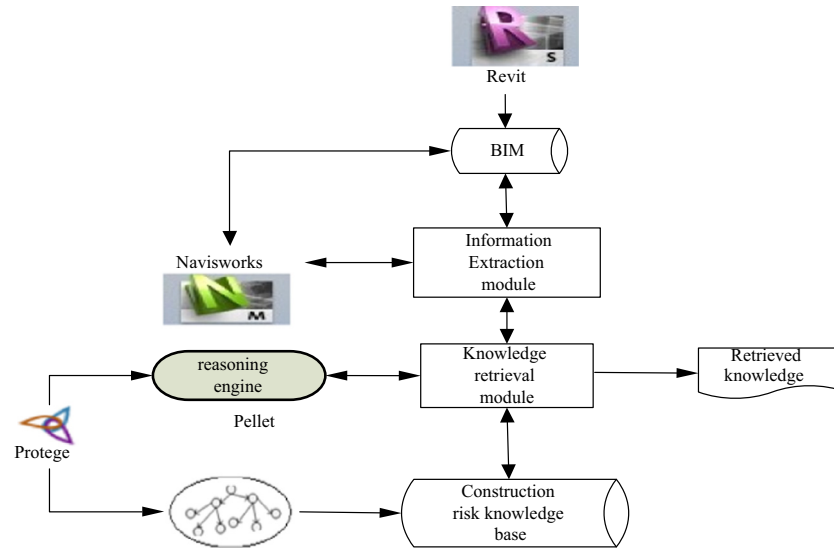 R
S
Revit
BIM
Information
Extraction
module
Navisworks
N
M
reasoning
engine
Knowledge
retrieval
module
Retrieved
knowledge
Pellet
Protege
Construction
risk knowledge
base